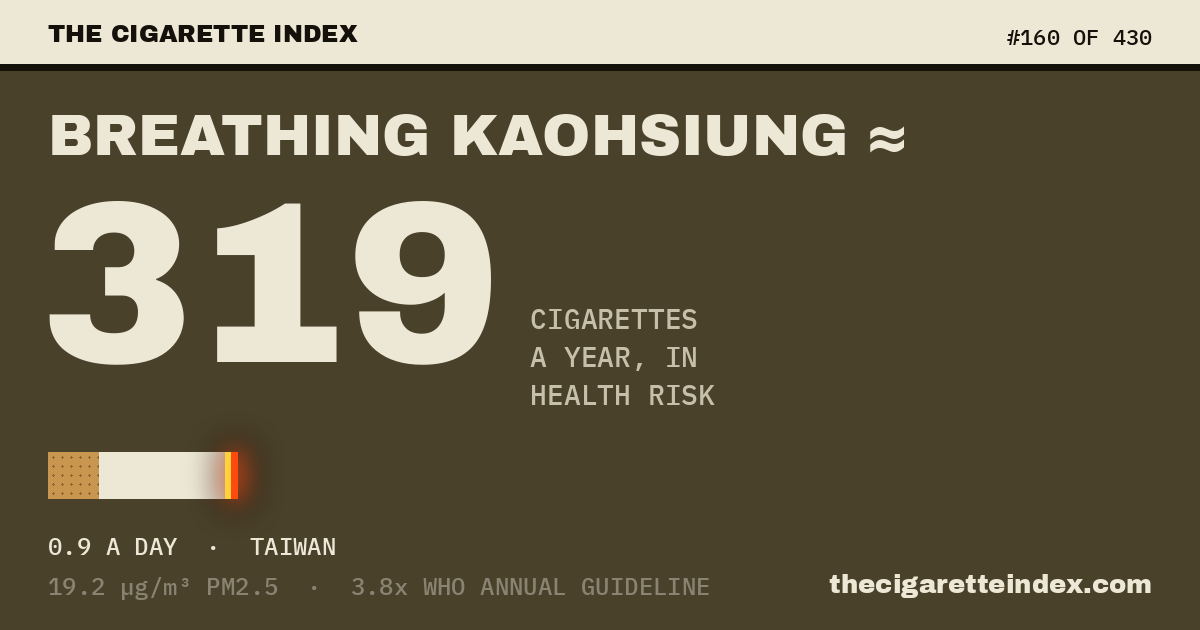 THE CIGARETTE INDEX
#160 OF 430
BREATHING KAOHSIUNG ≈
319
CIGARETTES
A YEAR, IN
HEALTH RISK
0.9 A DAY · TAIWAN
19.2 µg/m³ PM2.5 · 3.8x WHO ANNUAL GUIDELINE
thecigaretteindex.com